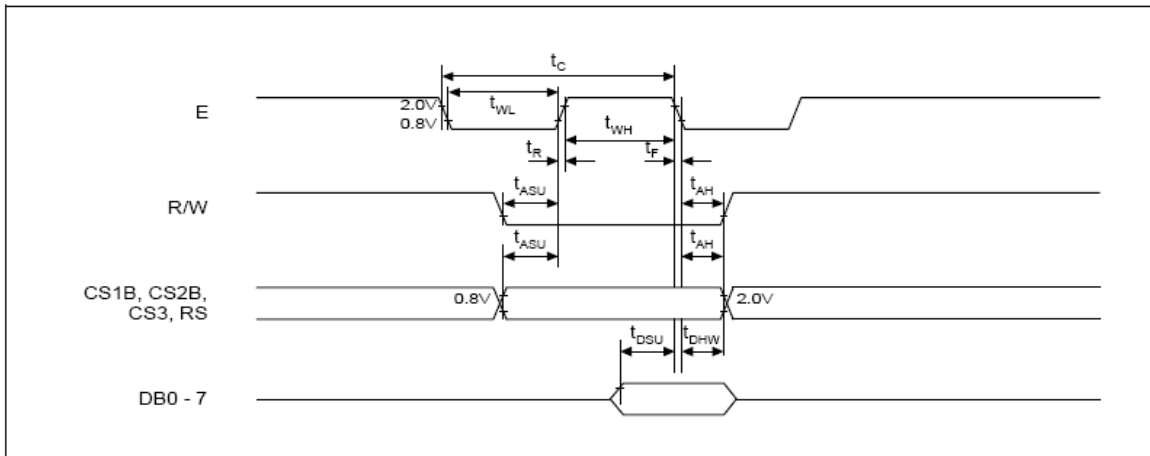 tC
E
2.0V
tWL
0.8V
tWH
tR
tF
R/W
tASU
tAH
tASU
tAH
CS1B, CS2B,
CS3, RS
0.8V
2.0V
tDSU
tDHW
DB0 - 7